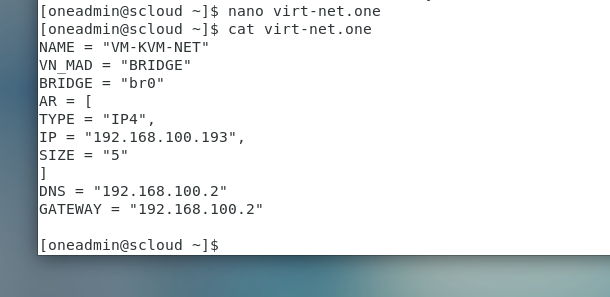 [oneadmin@scloud ~]$ nano virt-net.one
[oneadmin@scloud ~]$ cat virt-net.one
NAME = "VM-KVM-NET"
VN_MAD = "BRIDGE"
BRIDGE = "br0"
AR = [
TYPE = "IP4",
IP = "192.168.100.193",
SIZE = "5"
]
DNS = "192.168.100.2"
GATEWAY = "192.168.100.2"
[oneadmin@scloud ~]$